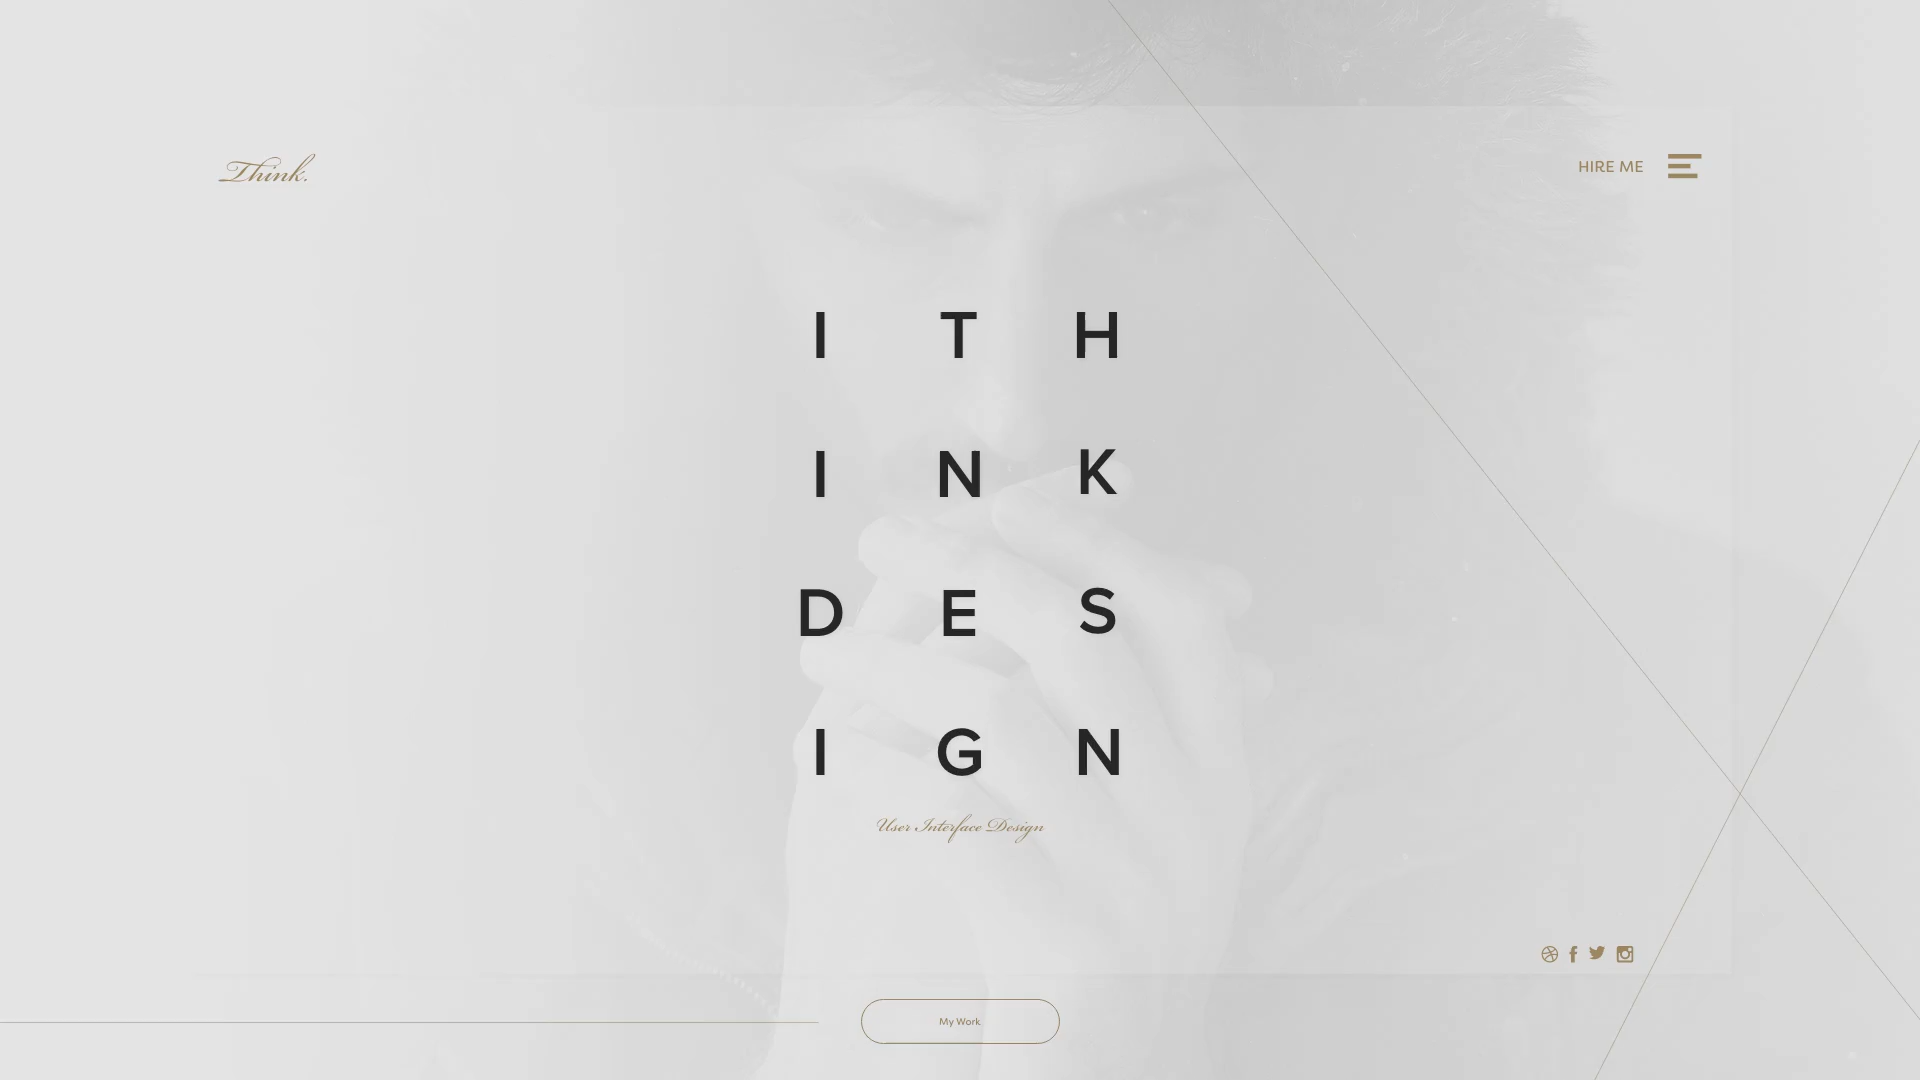 Think.
HIRE ME
I T H
I N K
D E S
I G N
User Interface Design
My Work